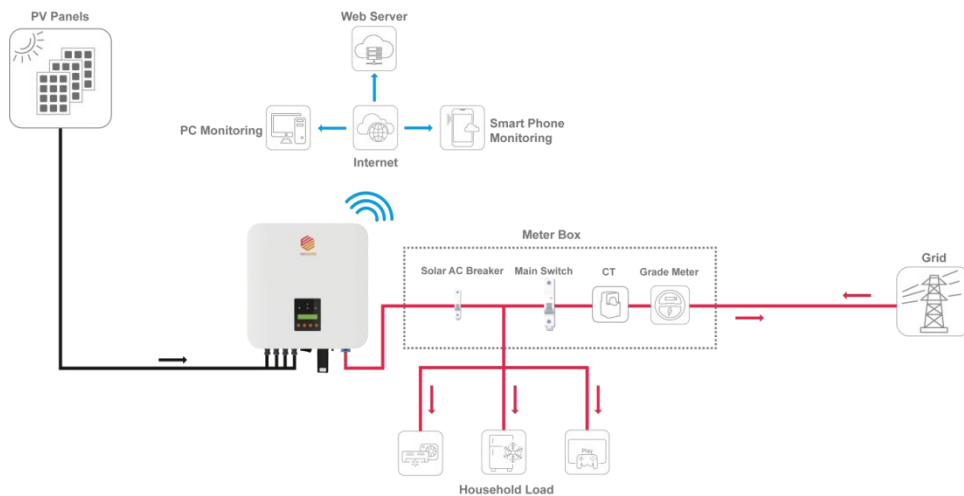 PV Panels
Web Server
PC Monitoring
Smart Phone
Monitoring
Internet
Meter Box
Solar AC Breaker
Main Switch
CT
Grade Meter
Grid
Play
Household Load